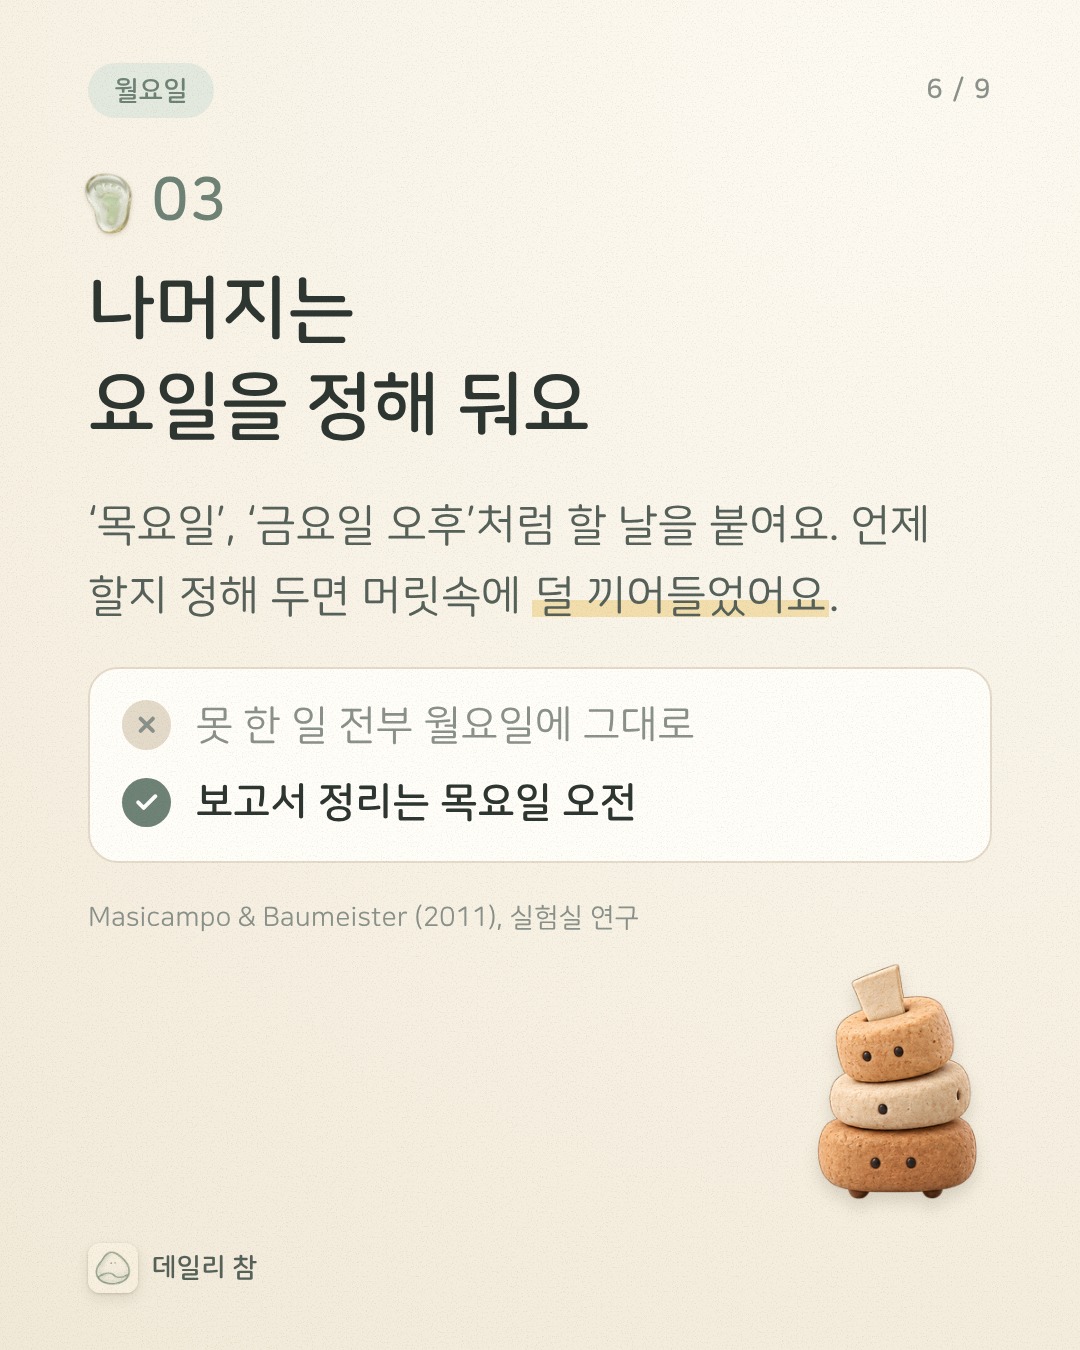 월요일
6 / 9
03
나머지는
요일을 정해 둬요
‘목요일’, ‘금요일 오후’처럼 할 날을 붙여요. 언제
할지 정해 두면 머릿속에 덜 끼어들었어요.
못 한 일 전부 월요일에 그대로
보고서 정리는 목요일 오전
Masicampo & Baumeister (2011), 실험실 연구
데일리 참